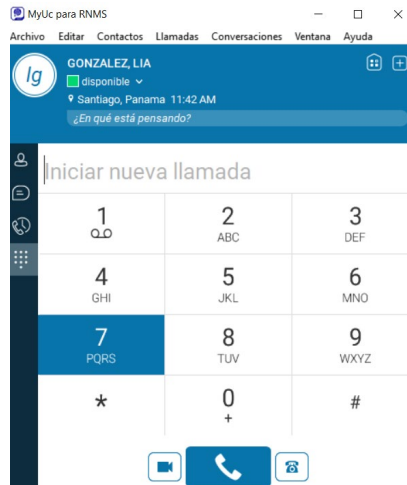 MyUc para RNMS
Archivo Editar Contactos Llamadas Conversaciones Ventana Ayuda
lg
GONZALEZ, LIA
disponible
Santiago, Panama 11:42 AM
¿En qué está pensando?
Iniciar nueva llamada
1 2 3
ABC DEF
4 5 6
GHI JKL MNO
7 8 9
PQRS TUV WXYZ
* 0 #
+